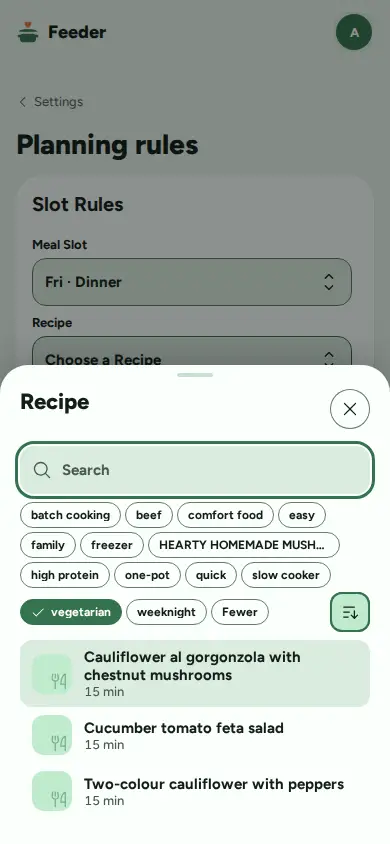 Feeder
A
Settings
Planning rules
Slot Rules
Meal Slot
Fri · Dinner
Recipe
Choose a Recipe
Recipe
Search
batch cooking beef comfort food easy
family freezer HEARTY HOMEMADE MUSH...
high protein one-pot quick slow cooker
vegetarian weeknight Fewer
Cauliflower al gorgonzola with
chestnut mushrooms
15 min
Cucumber tomato feta salad
15 min
Two-colour cauliflower with peppers
15 min